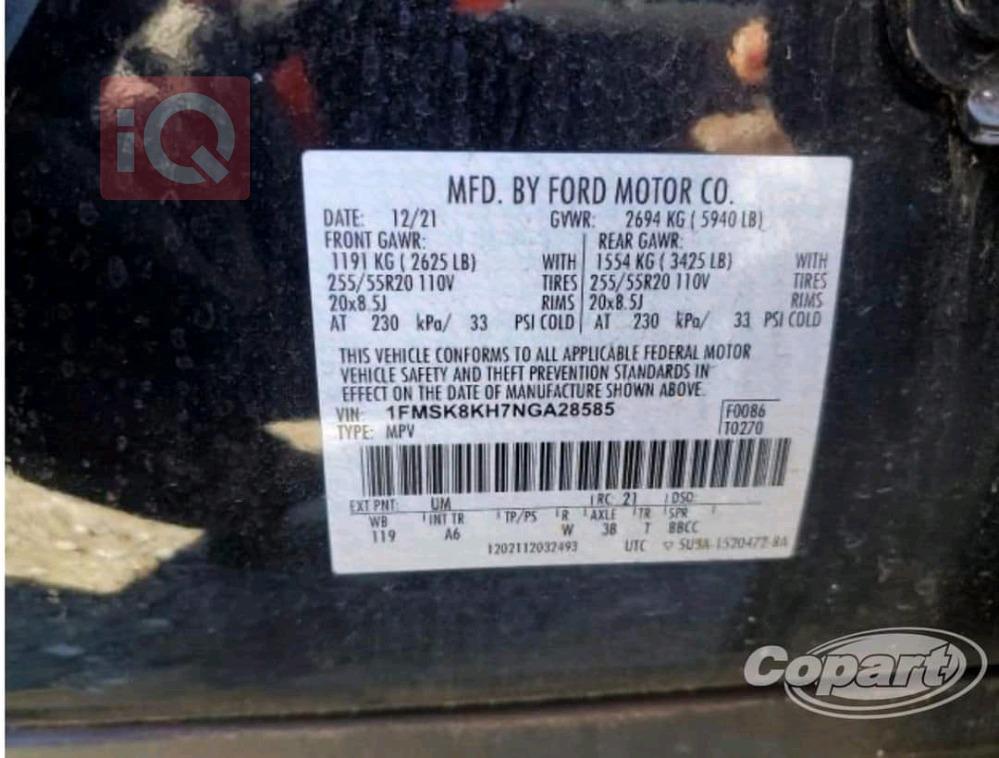 iQ
MFD. BY FORD MOTOR CO.
DATE: 12/21 GVWR: 2694 KG ( 5940 LB)
FRONT GAWR: REAR GAWR:
1191 KG ( 2625 LB) WITH 1554 KG ( 3425 LB) WITH
255/55R20 110V TIRES 255/55R20 110V TIRES
20x8.5J RIMS 20x8.5J RIMS
AT 230 kPa/ 33 PSI COLD AT 230 kPa/ 33 PSI COLD
THIS VEHICLE CONFORMS TO ALL APPLICABLE FEDERAL MOTOR
VEHICLE SAFETY AND THEFT PREVENTION STANDARDS IN
EFFECT ON THE DATE OF MANUFACTURE SHOWN ABOVE.
VIN: 1FMSK8KH7NGA28585 F0086
TYPE: MPV T0270
EXT PNT: UM RC: 21 DSO:
WB INT TR TP/PS R AXLE TR SPR
119 A6 W 3B T BBCC
1202112032493 UTC SU5A-1520472-BA
Copart